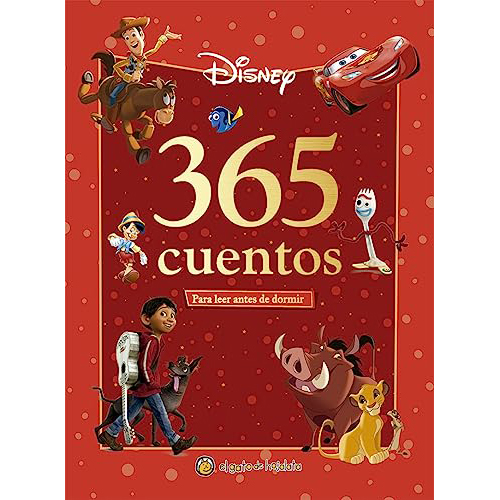 Disney
365
cuentos
Para leer antes de dormir
el gato de hojalata